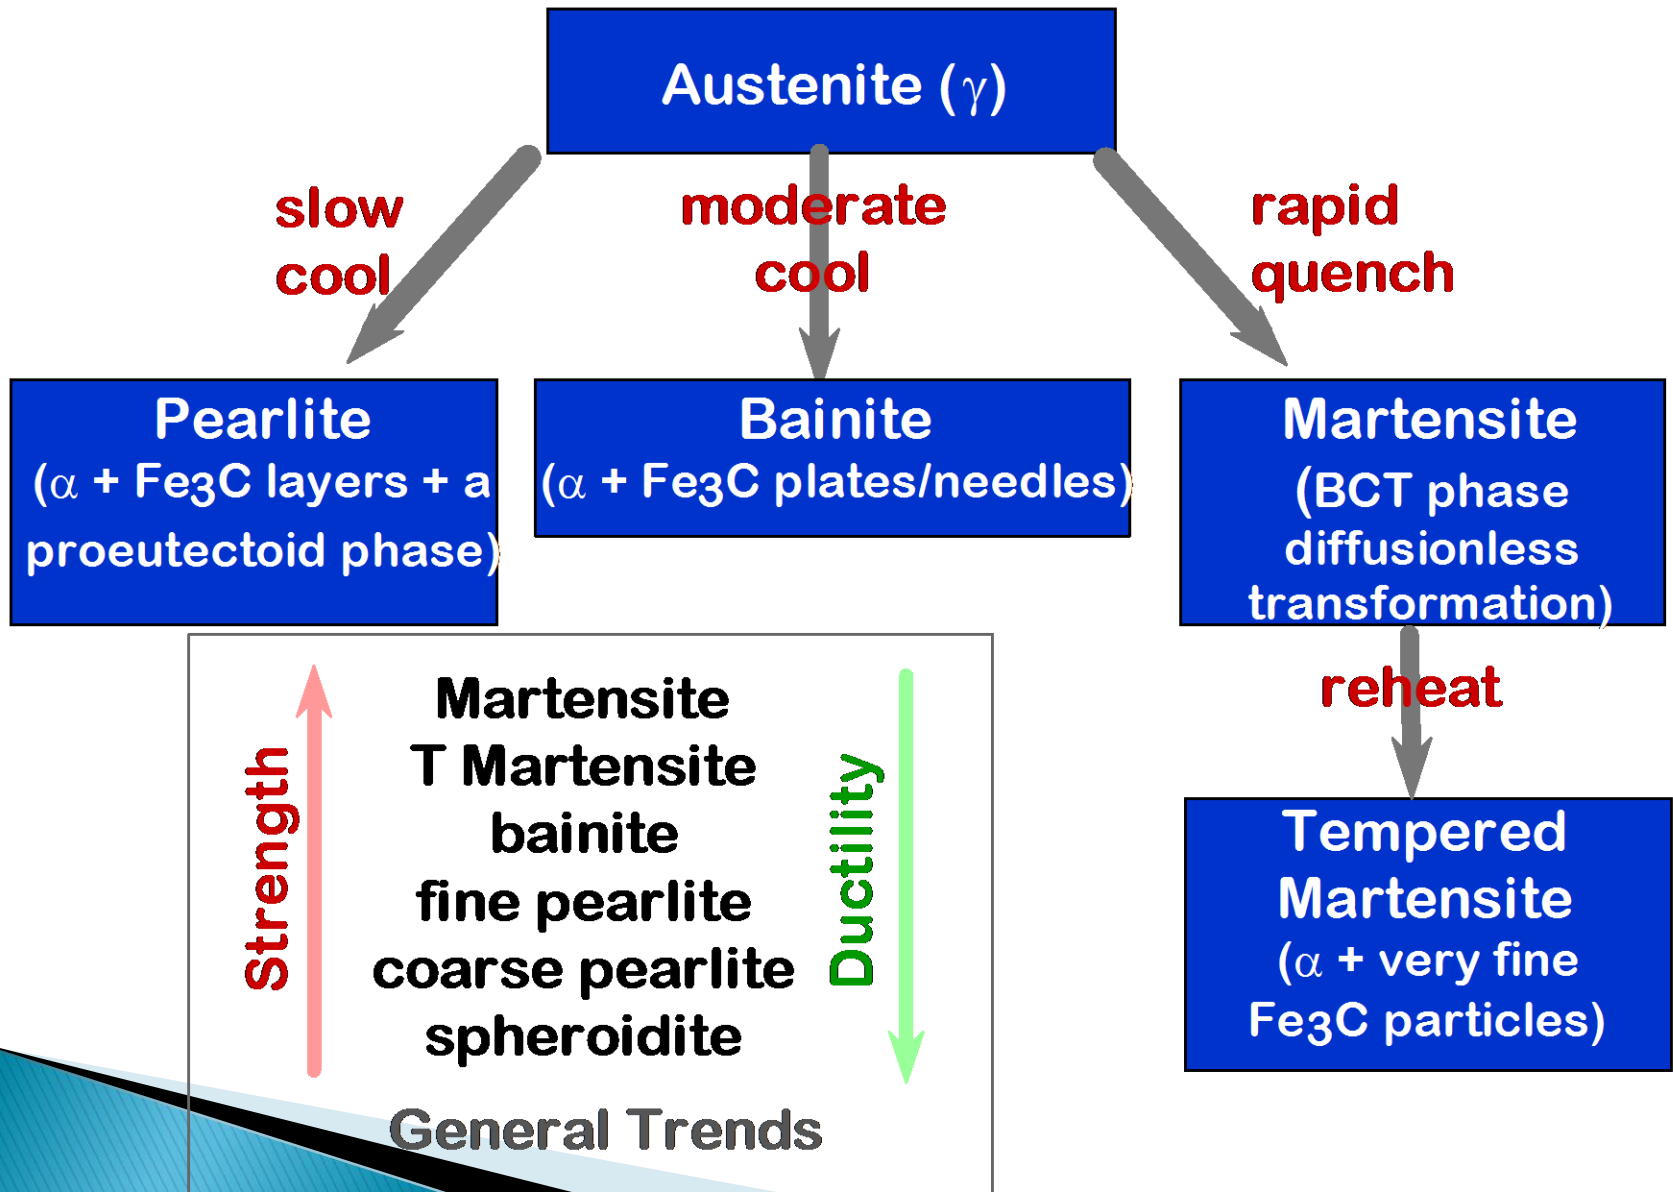 Austenite (γ)
slow
cool
moderate
cool
rapid
quench
Pearlite
(α + Fe3C layers + a
proeutectoid phase)
Bainite
(α + Fe3C plates/needles)
Martensite
(BCT phase
diffusionless
transformation)
reheat
Tempered
Martensite
(α + very fine
Fe3C particles)
Strength
Martensite
T Martensite
bainite
fine pearlite
coarse pearlite
spheroidite
Ductility
General Trends